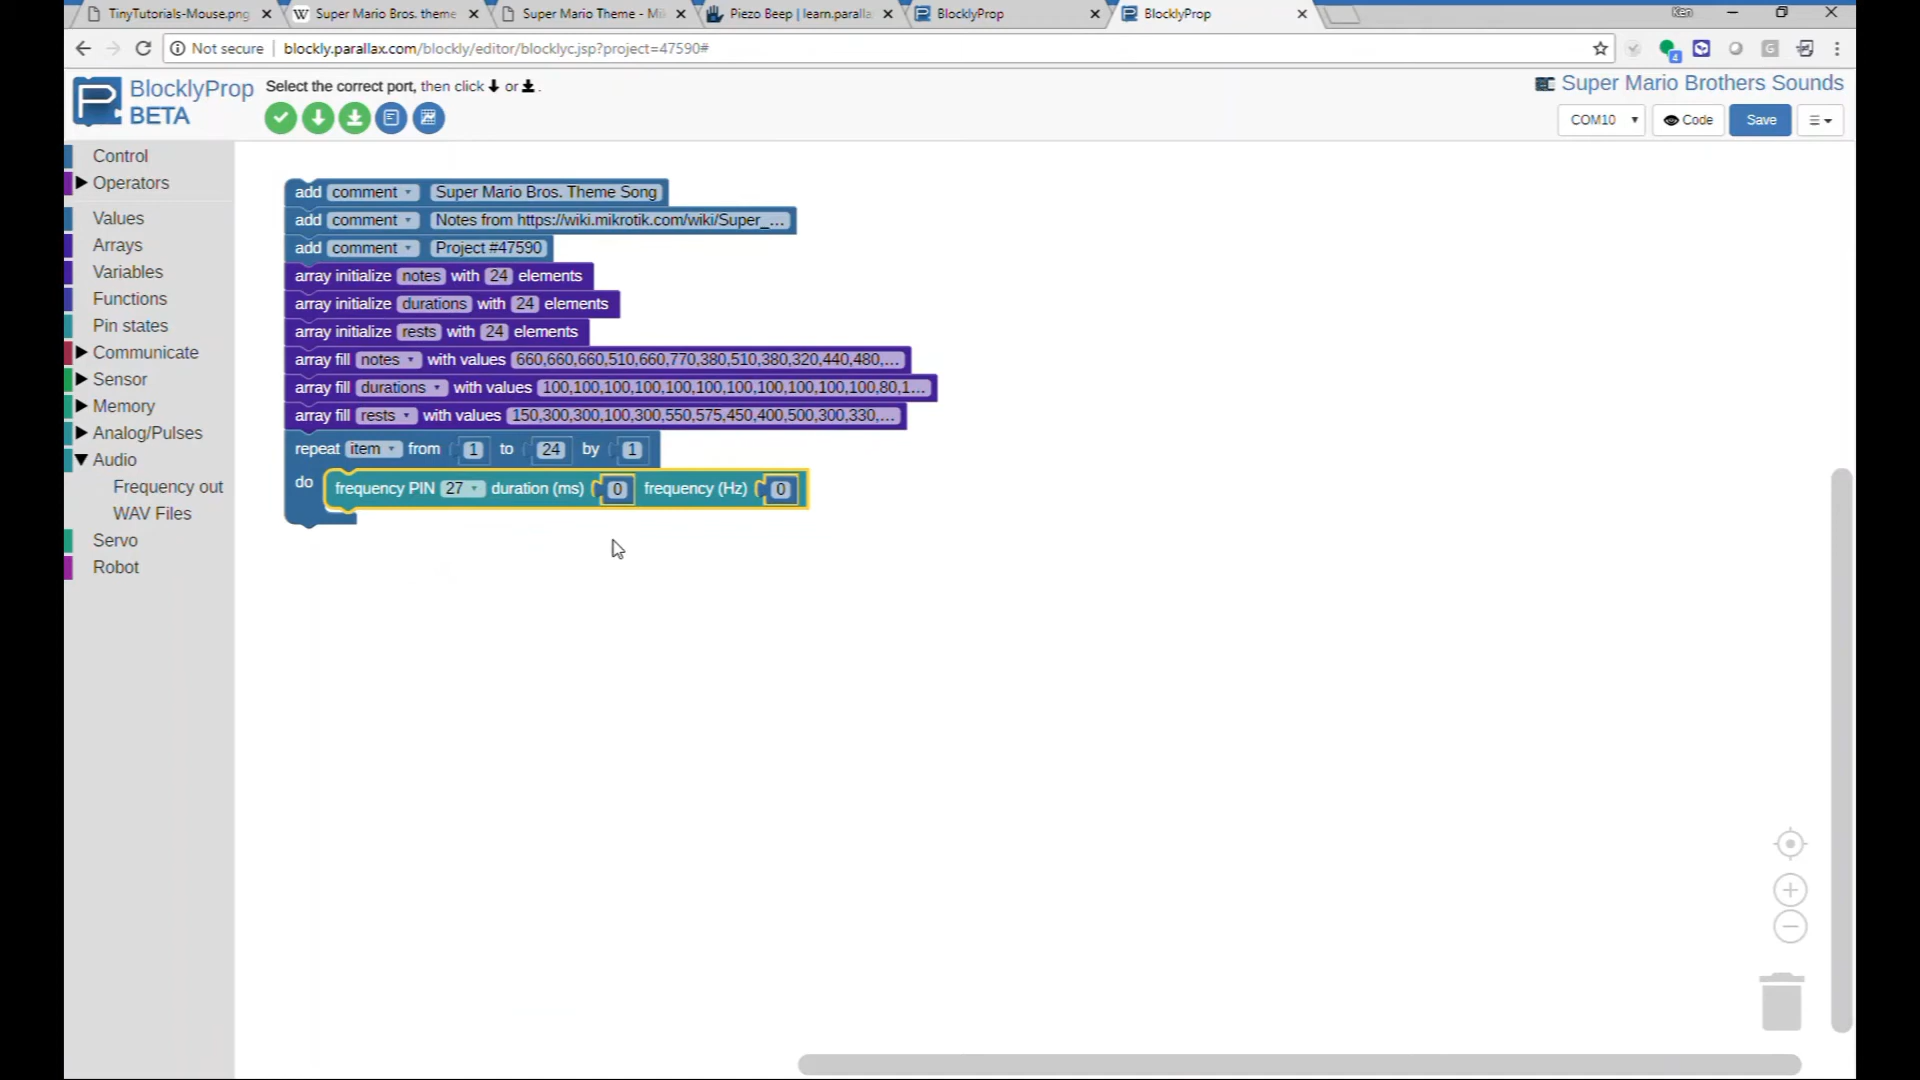 TinyTutorials-Mouse.png
Super Mario Bros. theme
Super Mario Theme - Mi
Piezo Beep | learn.paralla
BlocklyProp
BlocklyProp
Ken
Not secure
blockly.parallax.com/blockly/editor/blocklyc.jsp?project=47590#
4
BlocklyProp
BETA
Select the correct port, then click or .
Super Mario Brothers Sounds
COM10
Code
Save
Control
Operators
Values
Arrays
Variables
Functions
Pin states
Communicate
Sensor
Memory
Analog/Pulses
Audio
Frequency out
WAV Files
Servo
Robot
add comment Super Mario Bros. Theme Song
add comment Notes from https://wiki.mikrotik.com/wiki/Super_...
add comment Project #47590
array initialize notes with 24 elements
array initialize durations with 24 elements
array initialize rests with 24 elements
array fill notes with values 660,660,660,510,660,770,380,510,380,320,440,480,...
array fill durations with values 100,100,100,100,100,100,100,100,100,100,100,80,1...
array fill rests with values 150,300,300,100,300,550,575,450,400,500,300,330,...
repeat item from 1 to 24 by 1
do frequency PIN 27 duration (ms) 0 frequency (Hz) 0